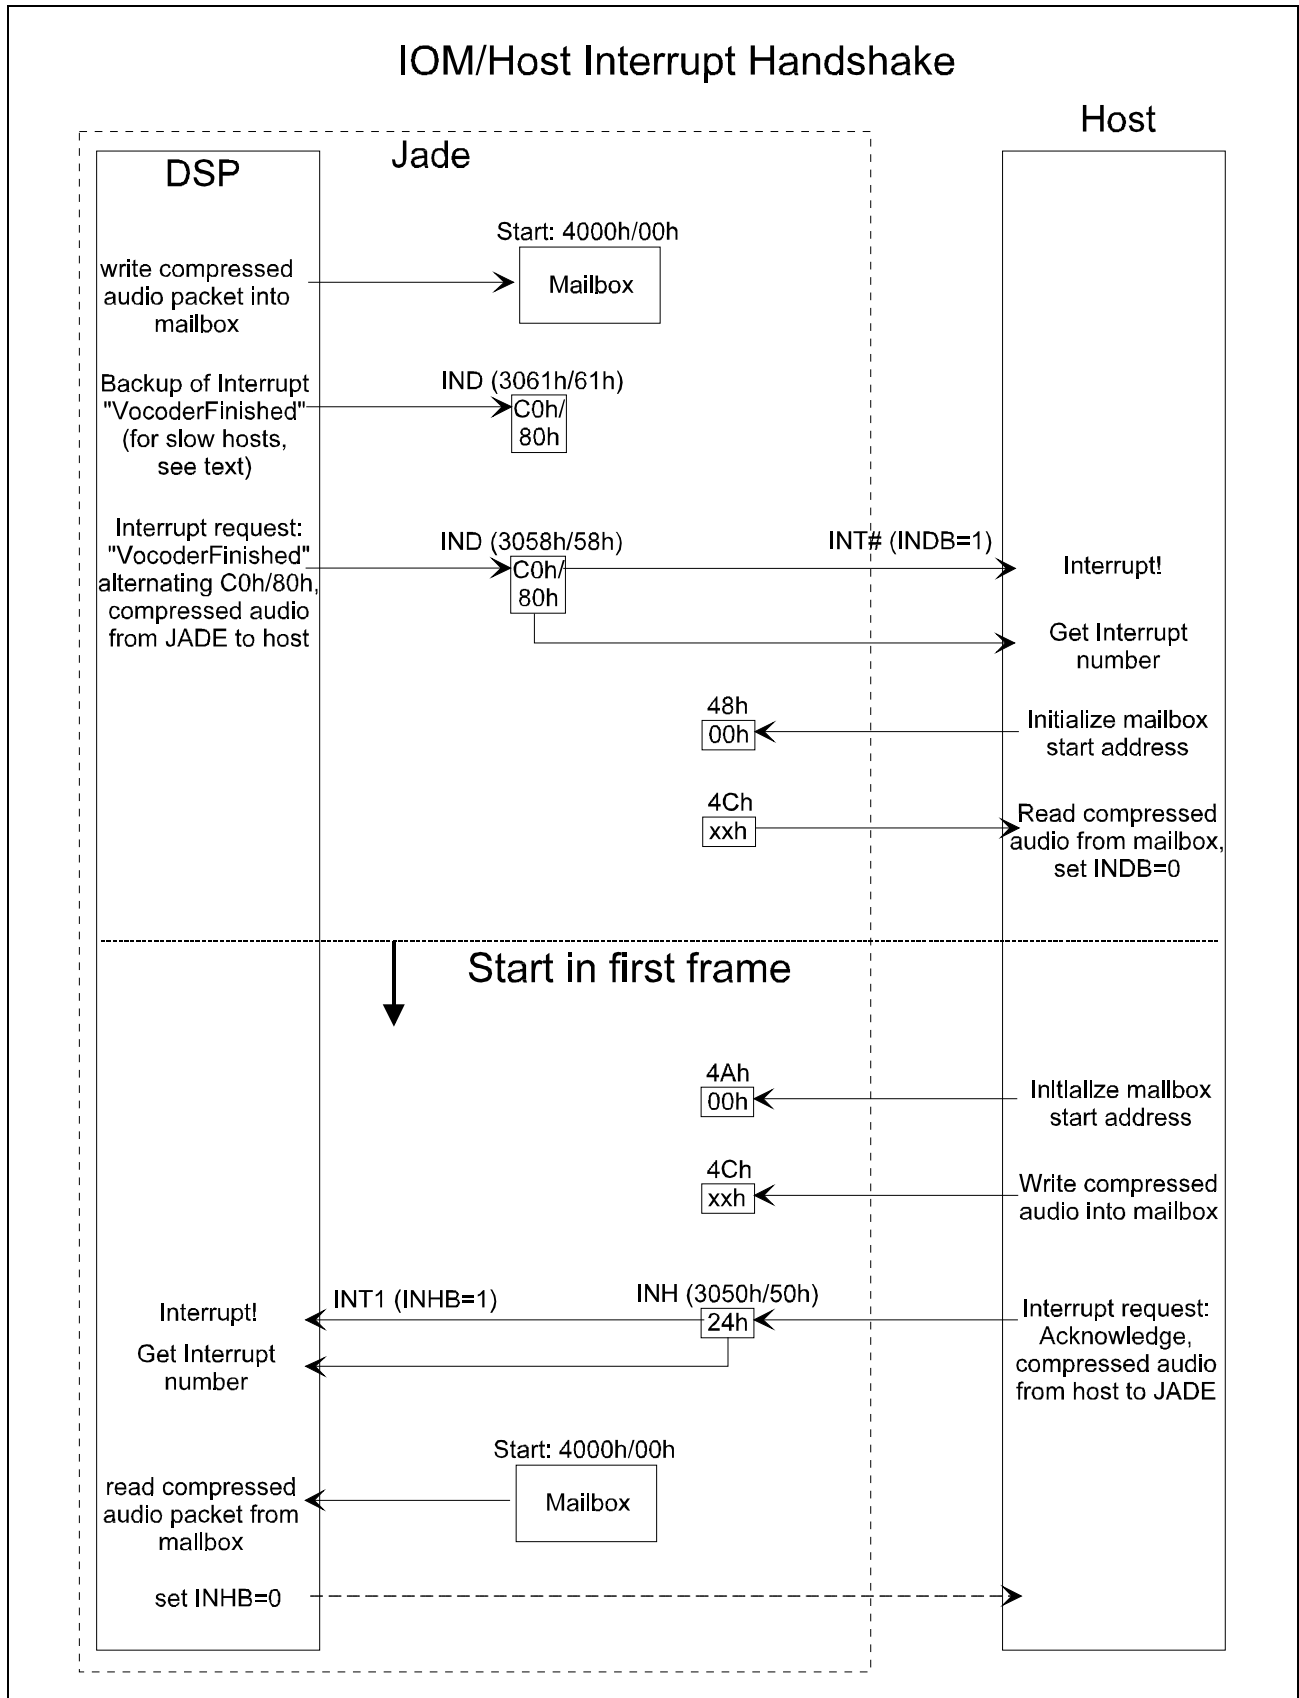 IOM/Host Interrupt Handshake
Host
Jade
DSP
Start: 4000h/00h
write compressed
audio packet into
mailbox
Mailbox
Backup of Interrupt
"VocoderFinished"
(for slow hosts,
see text)
IND (3061h/61h)
C0h/
80h
Interrupt request:
"VocoderFinished"
alternating C0h/80h,
compressed audio
from JADE to host
IND (3058h/58h)
C0h/
80h
INT# (INDB=1)
Interrupt!
Get Interrupt
number
48h
00h
Initialize mailbox
start address
4Ch
xxh
Read compressed
audio from mailbox,
set INDB=0
Start in first frame
4Ah
00h
Initialize mailbox
start address
4Ch
xxh
Write compressed
audio into mailbox
Interrupt!
INT1 (INHB=1)
INH (3050h/50h)
24h
Interrupt request:
Acknowledge,
compressed audio
from host to JADE
Get Interrupt
number
Start: 4000h/00h
read compressed
audio packet from
mailbox
Mailbox
set INHB=0